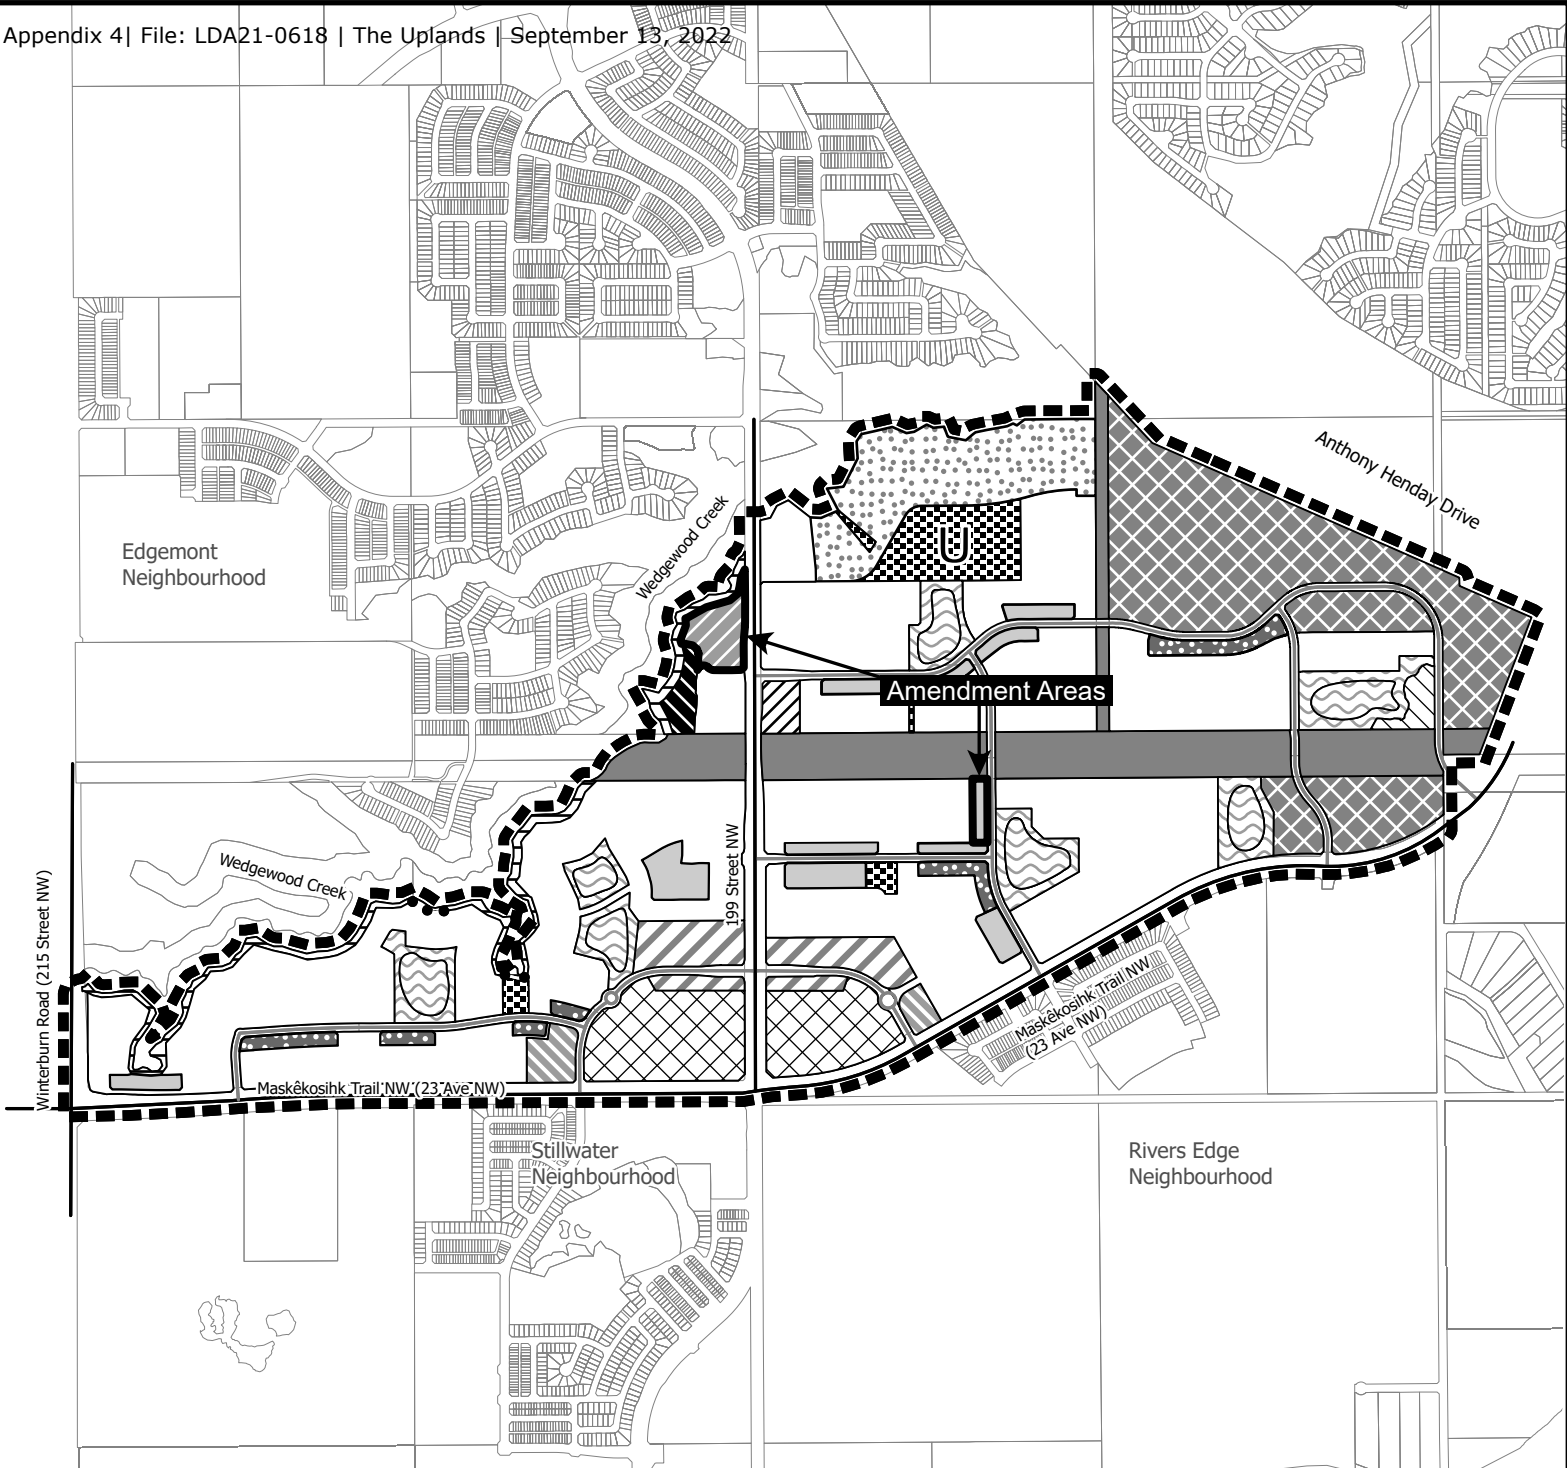 Appendix 4| File: LDA21-0618 | The Uplands | September 13, 2022
Anthony Henday Drive
Wedgewood Creek
Edgemont
Neighbourhood
U
Amendment Areas
199 Street NW
Wedgewood Creek
Winterburn Road (215 Street NW)
Maskêkosihk Trail NW
(23 Ave NW)
Maskêkosihk Trail NW (23 Ave NW)
Stillwater
Neighbourhood
Rivers Edge
Neighbourhood